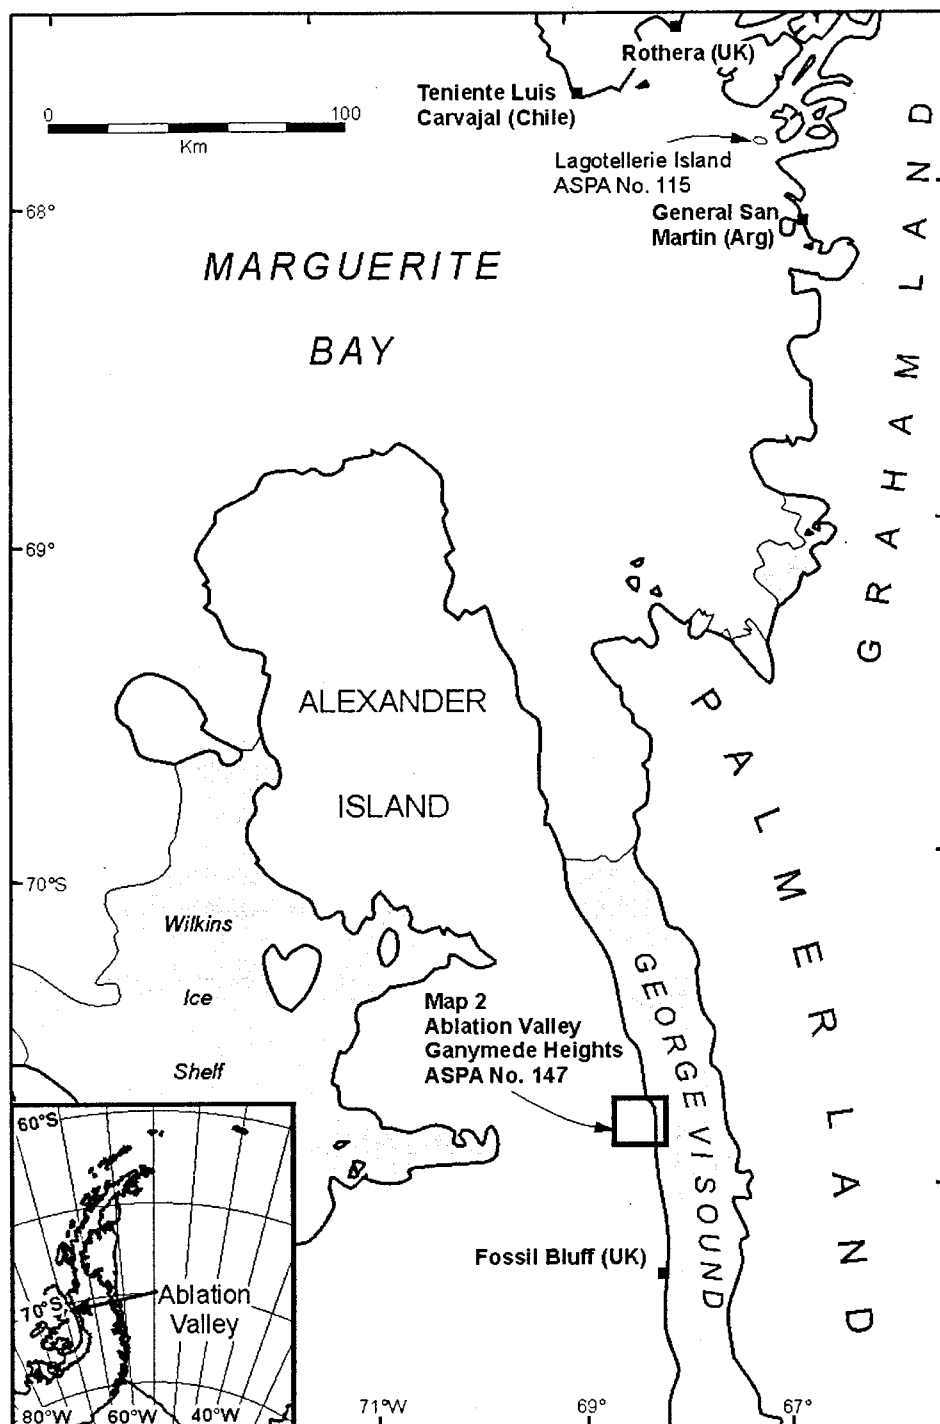 Rothera (UK)
Teniente Luis
Carvajal (Chile)
0 100
Km
Lagotellerie Island
ASPA No. 115
General San
Martin (Arg)
68°
MARGUERITE
BAY
GRAHAM LAND
69°
ALEXANDER
ISLAND
PALMER LAND
70°S
Wilkins
Ice
Shelf
GEORGE VI SOUND
Map 2
Ablation Valley
Ganymede Heights
ASPA No. 147
Fossil Bluff (UK)
60°S
70°S
Ablation
Valley
80°W 60°W 40°W
71°W 69° 67°